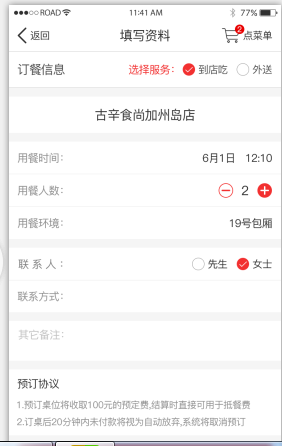 ROAD 11:41 AM 77%
返回 填写资料 2 点菜单
订餐信息 选择服务: 到店吃 外送
古辛食尚加州岛店
用餐时间: 6月1日 12:10
用餐人数: 2
用餐环境: 19号包厢
联 系 人 : 先生 女士
联系方式:
其它备注:
预订协议
1.预订桌位将收取100元的预定费,结算时直接可用于抵餐费
2.订桌后20分钟内未付款将视为自动放弃,系统将取消预订